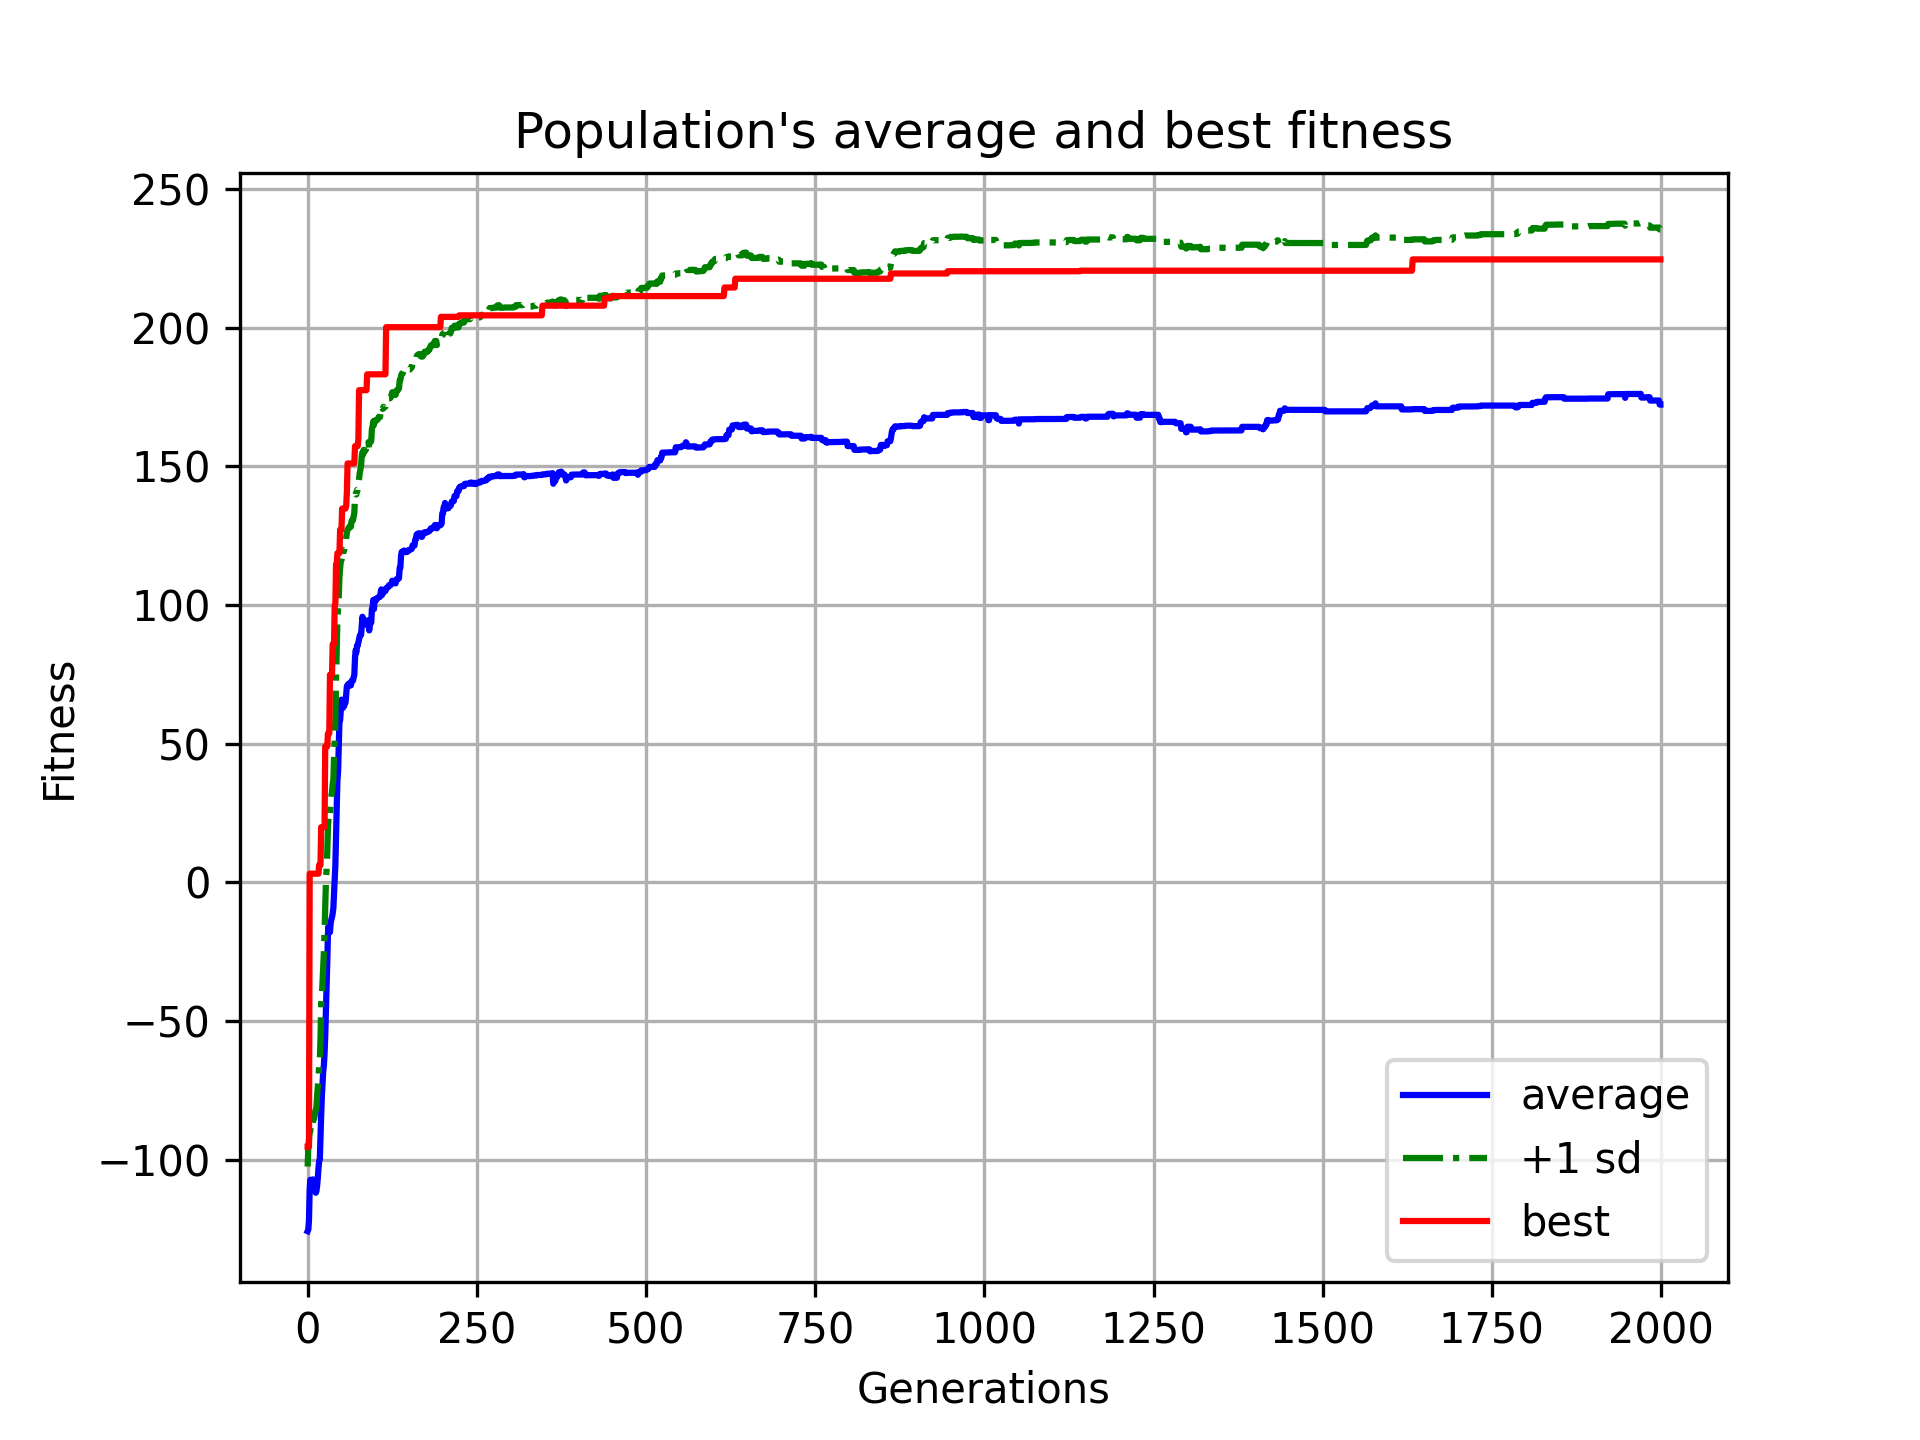 Population's average and best fitness
250
200
150
100
50
0
−50
−100
Fitness
average
+1 sd
best
0 250 500 750 1000 1250 1500 1750 2000
Generations